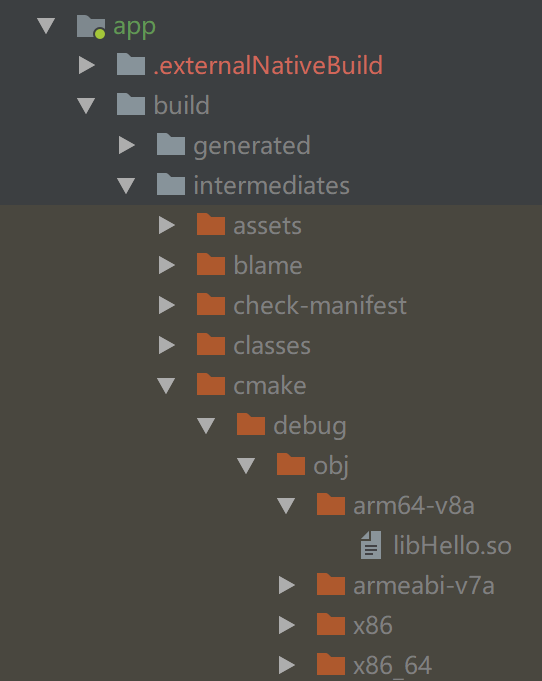 app
.externalNativeBuild
build
generated
intermediates
assets
blame
check-manifest
classes
cmake
debug
obj
arm64-v8a
libHello.so
armeabi-v7a
x86
x86_64